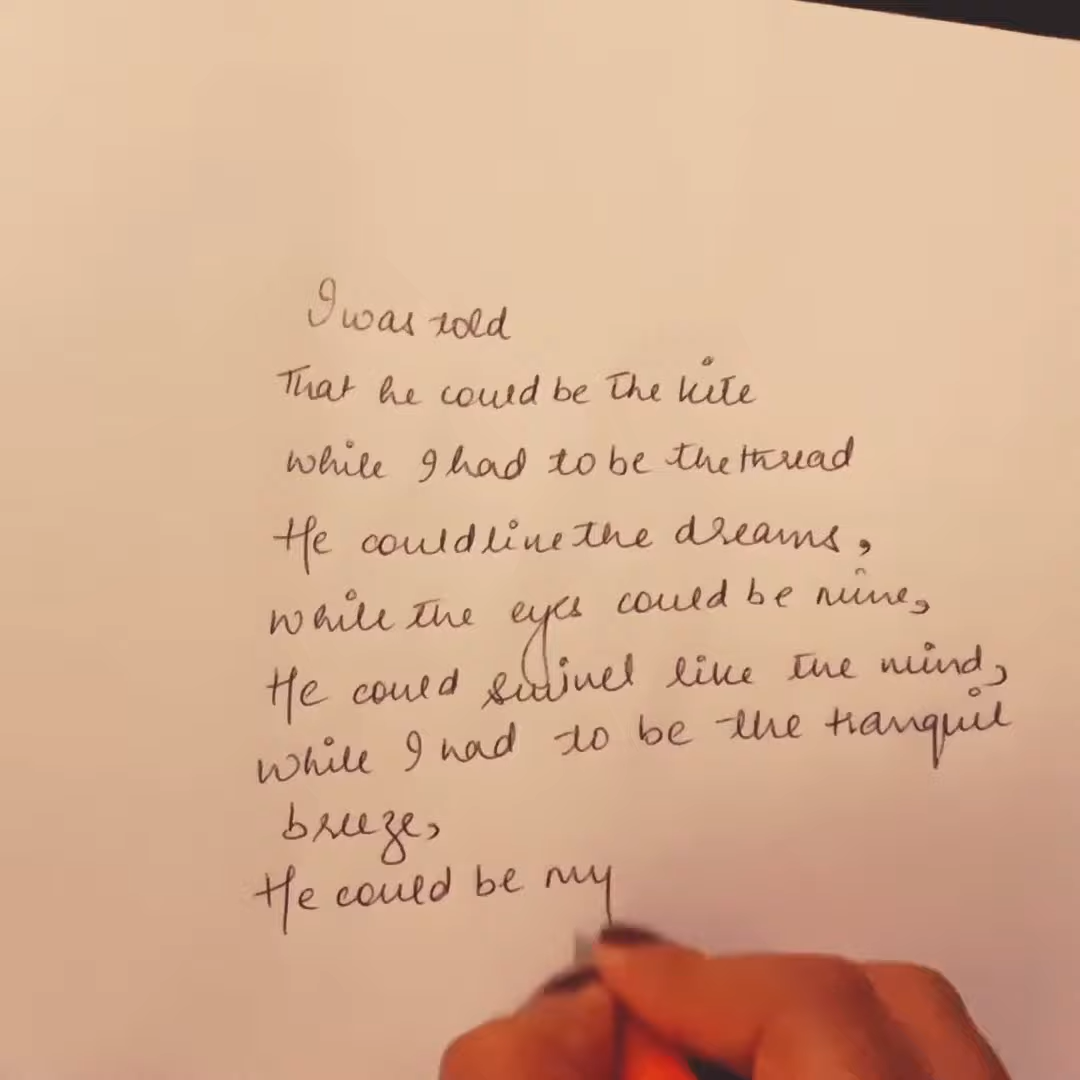 I was told
That he could be the kite
while I had to be the thread
He could live the dreams,
while the eyes could be mine,
He could swivel like the wind,
while I had to be the tranquil
breeze,
He could be my